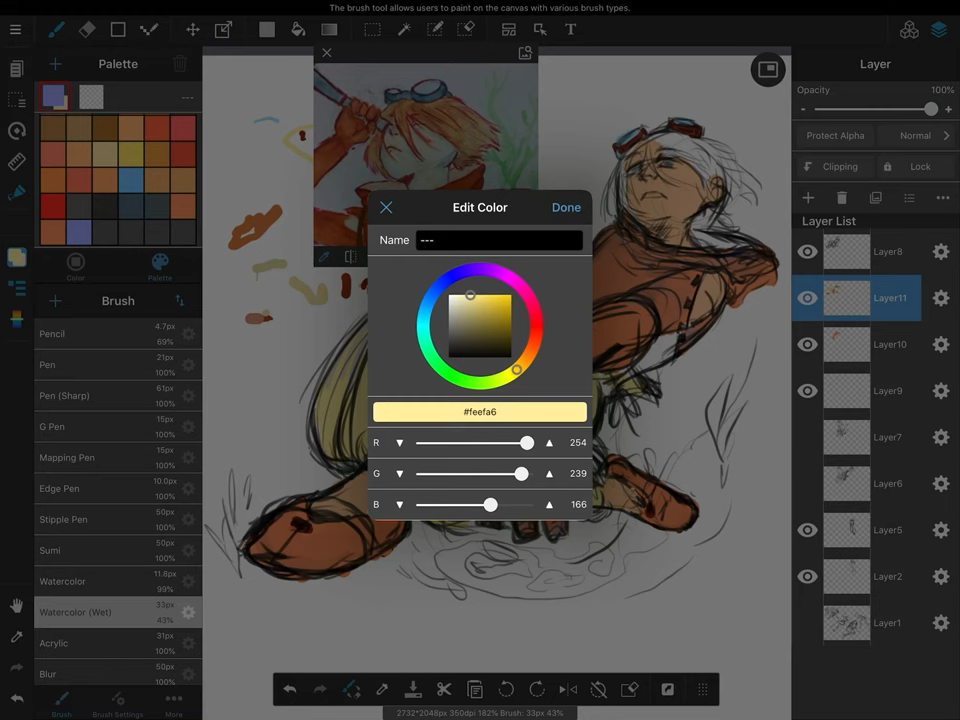 The brush tool allows users to paint on the canvas with various brush types.
T
Palette
---
Color
Palette
Brush
Pencil
4.7px
69%
Pen
21px
100%
Pen (Sharp)
61px
100%
G Pen
15px
100%
Mapping Pen
15px
100%
Edge Pen
10.0px
100%
Stipple Pen
50px
100%
Sumi
50px
100%
Watercolor
11.8px
99%
Watercolor (Wet)
33px
43%
Acrylic
31px
100%
Blur
50px
100%
Brush
Brush Settings
More
Edit Color
Done
Name
---
#feefa6
R
254
G
239
B
166
2732*2048px 350dpi 182% Brush: 33px 43%
Layer
Opacity
100%
- +
Protect Alpha
Normal
Clipping
Lock
Layer List
Layer8
Layer11
Layer10
Layer9
Layer7
Layer6
Layer5
Layer2
Layer1